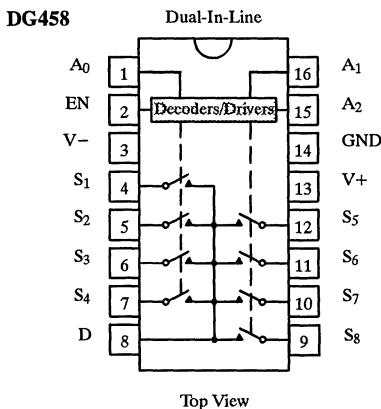 DG458
Dual-In-Line
A0 1 16 A1
EN 2 Decoders/Drivers 15 A2
V− 3 14 GND
S1 4 13 V+
S2 5 12 S5
S3 6 11 S6
S4 7 10 S7
D 8 9 S8
Top View